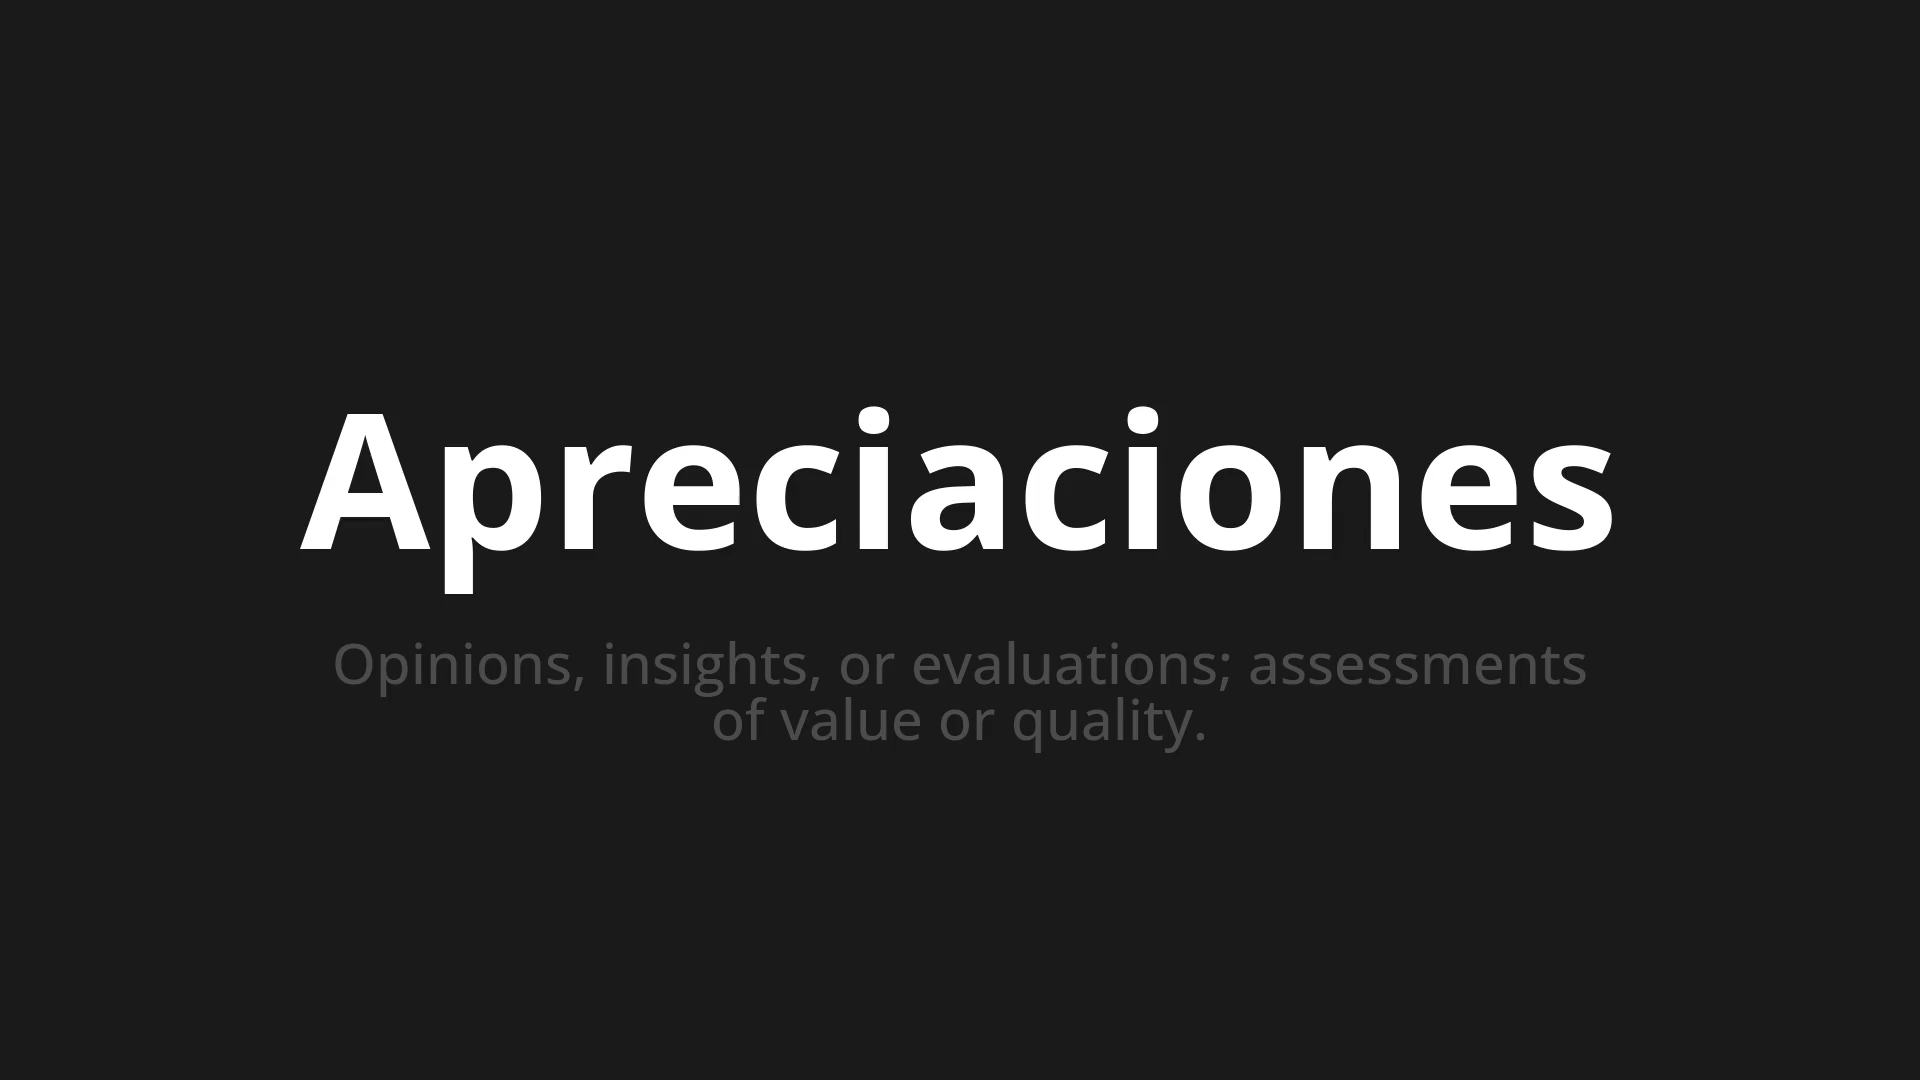 Apreciaciones
Opinions, insights, or evaluations; assessments
of value or quality.